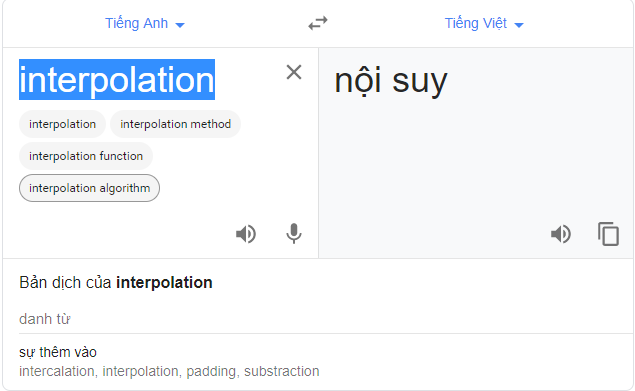 Tiếng Anh
Tiếng Việt
interpolation
nội suy
interpolation
interpolation method
interpolation function
interpolation algorithm
Bản dịch của interpolation
danh từ
sự thêm vào
intercalation, interpolation, padding, substraction